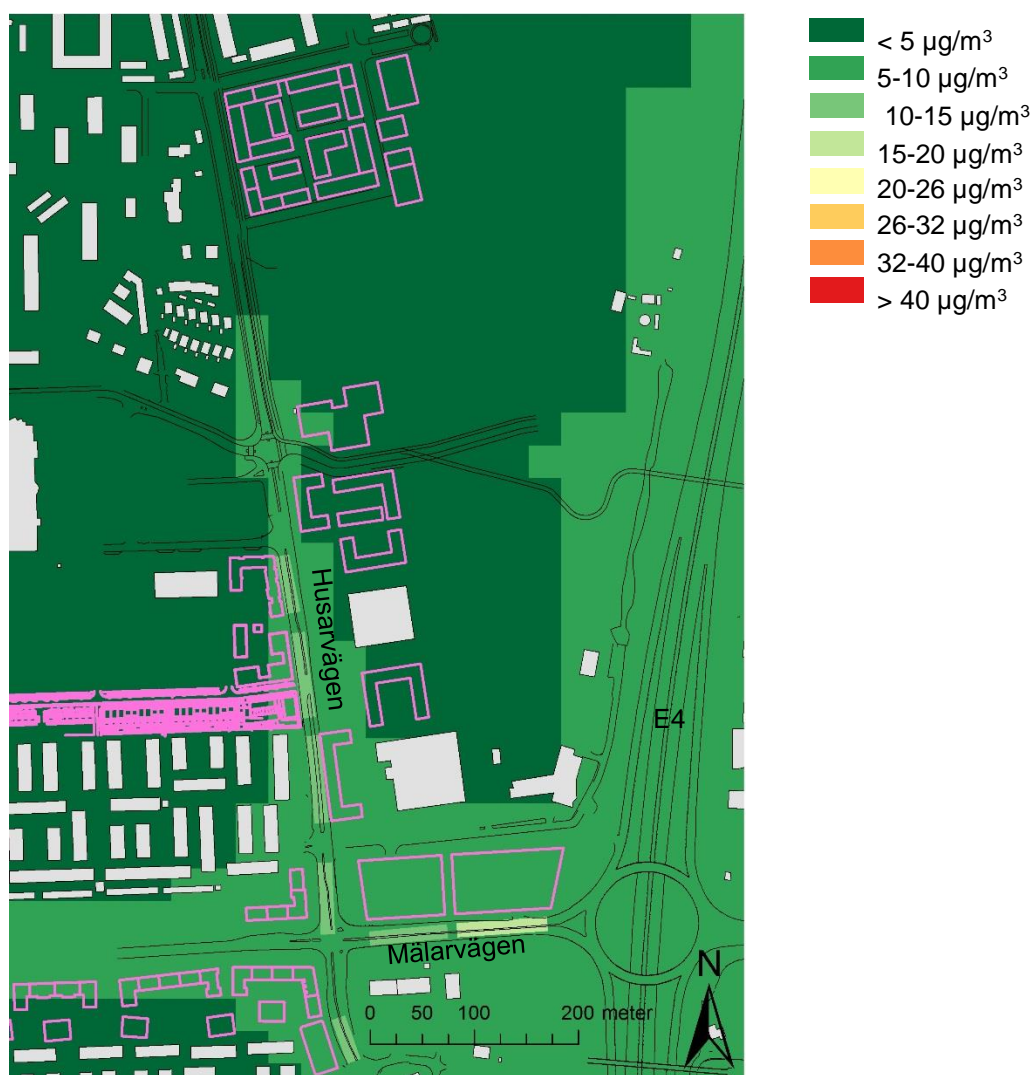 < 5 µg/m³
5-10 µg/m³
10-15 µg/m³
15-20 µg/m³
20-26 µg/m³
26-32 µg/m³
32-40 µg/m³
> 40 µg/m³
Husarvägen
E4
Mälarvägen
N
0 50 100 200 meter